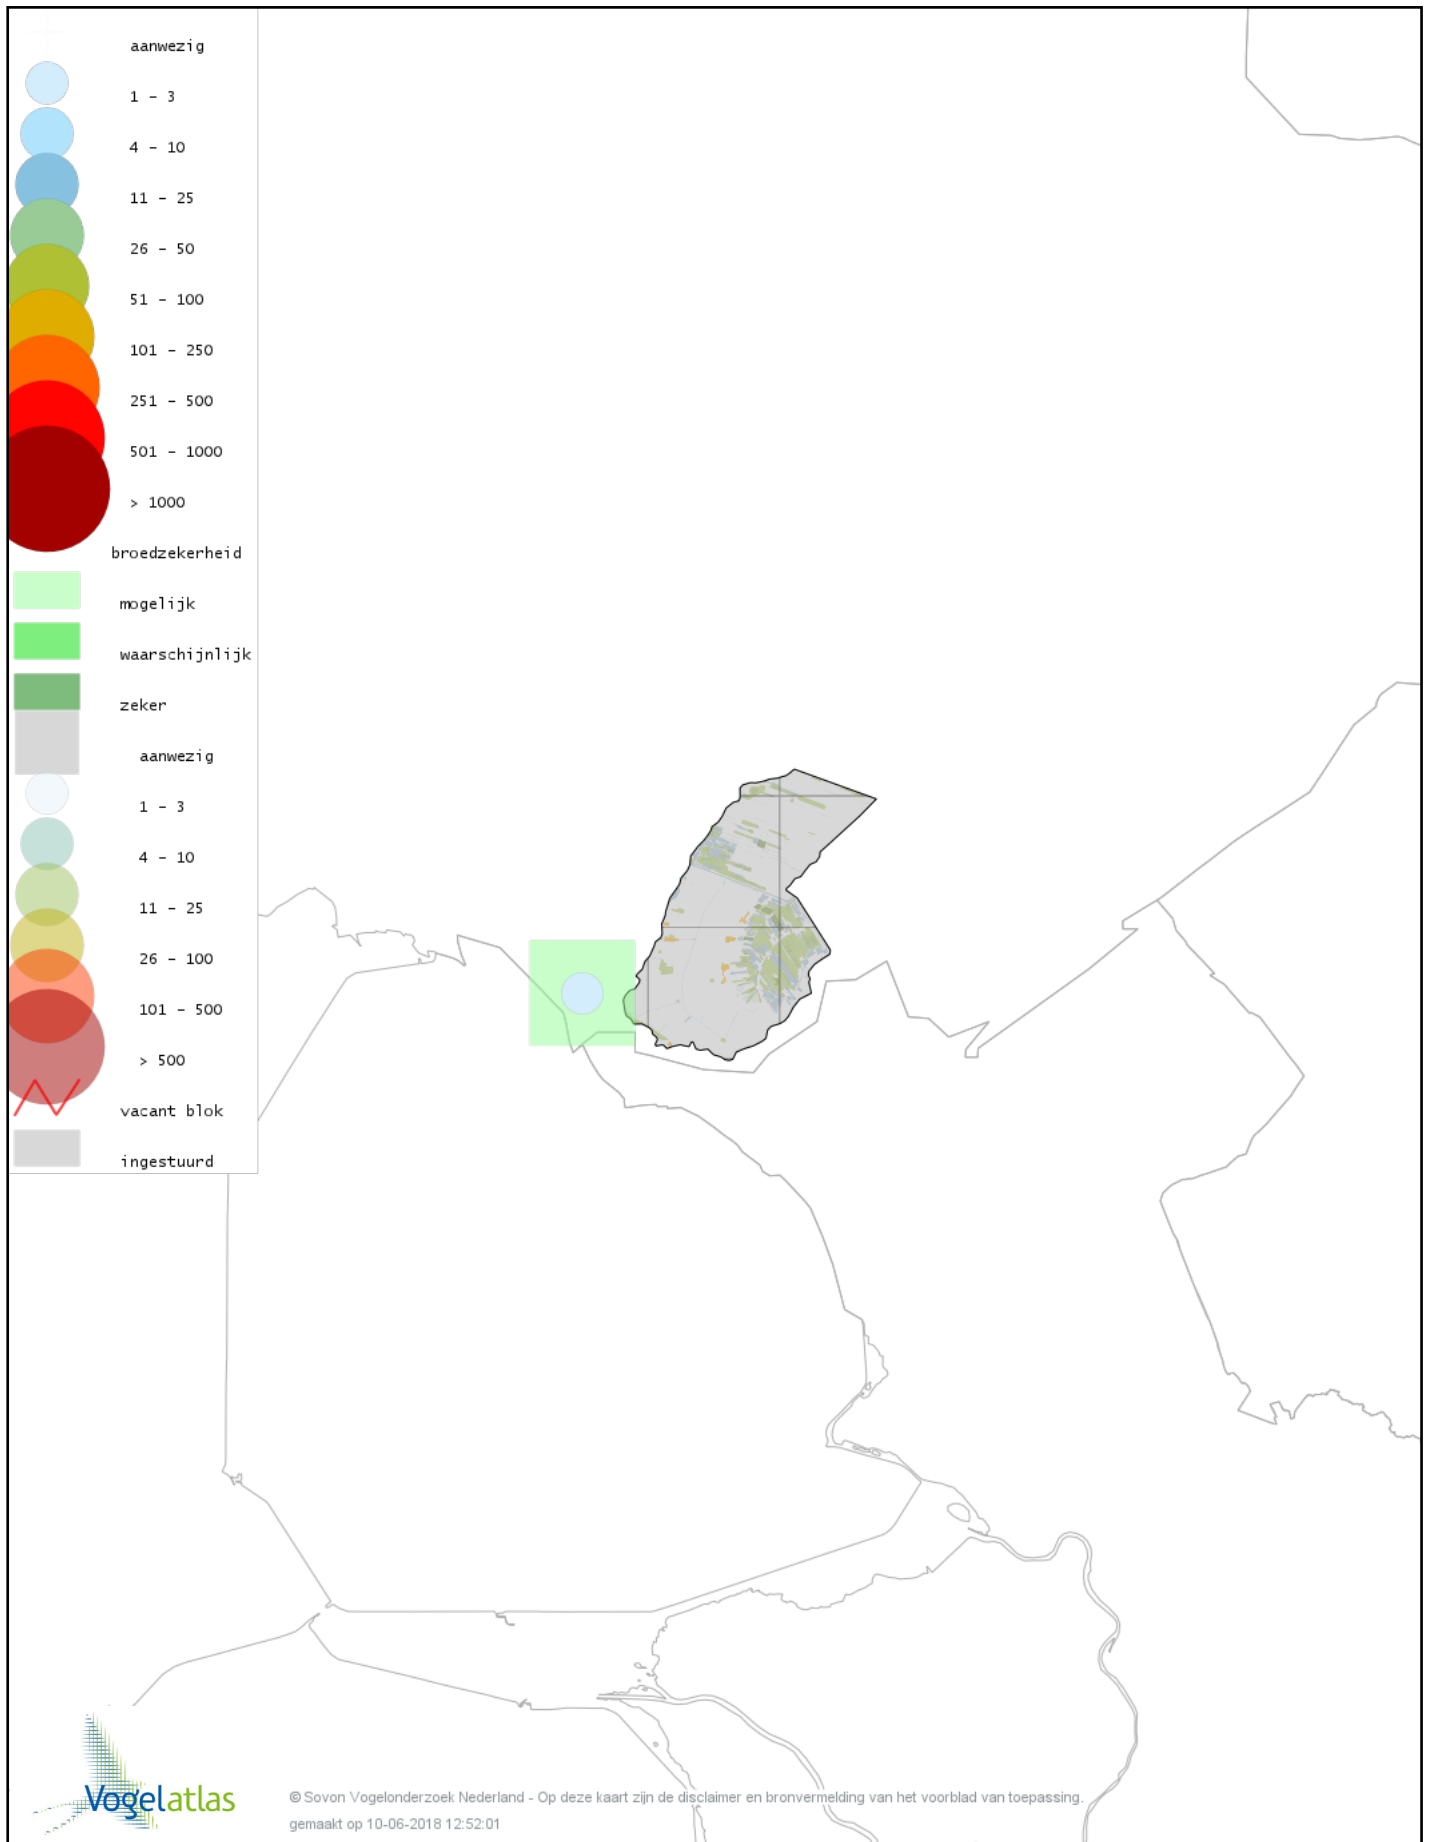 aanwezig
1 - 3
4 - 10
11 - 25
26 - 50
51 - 100
101 - 250
251 - 500
501 - 1000
> 1000
broedzekerheid
mogelijk
waarschijnlijk
zeker
aanwezig
1 - 3
4 - 10
11 - 25
26 - 100
101 - 500
> 500
vacant blok
ingestuurd
Vogelatlas
© Sovon Vogelonderzoek Nederland - Op deze kaart zijn de disclaimer en bronvermelding van het voorblad van toepassing.
gemaakt op 10-06-2018 12:52:01